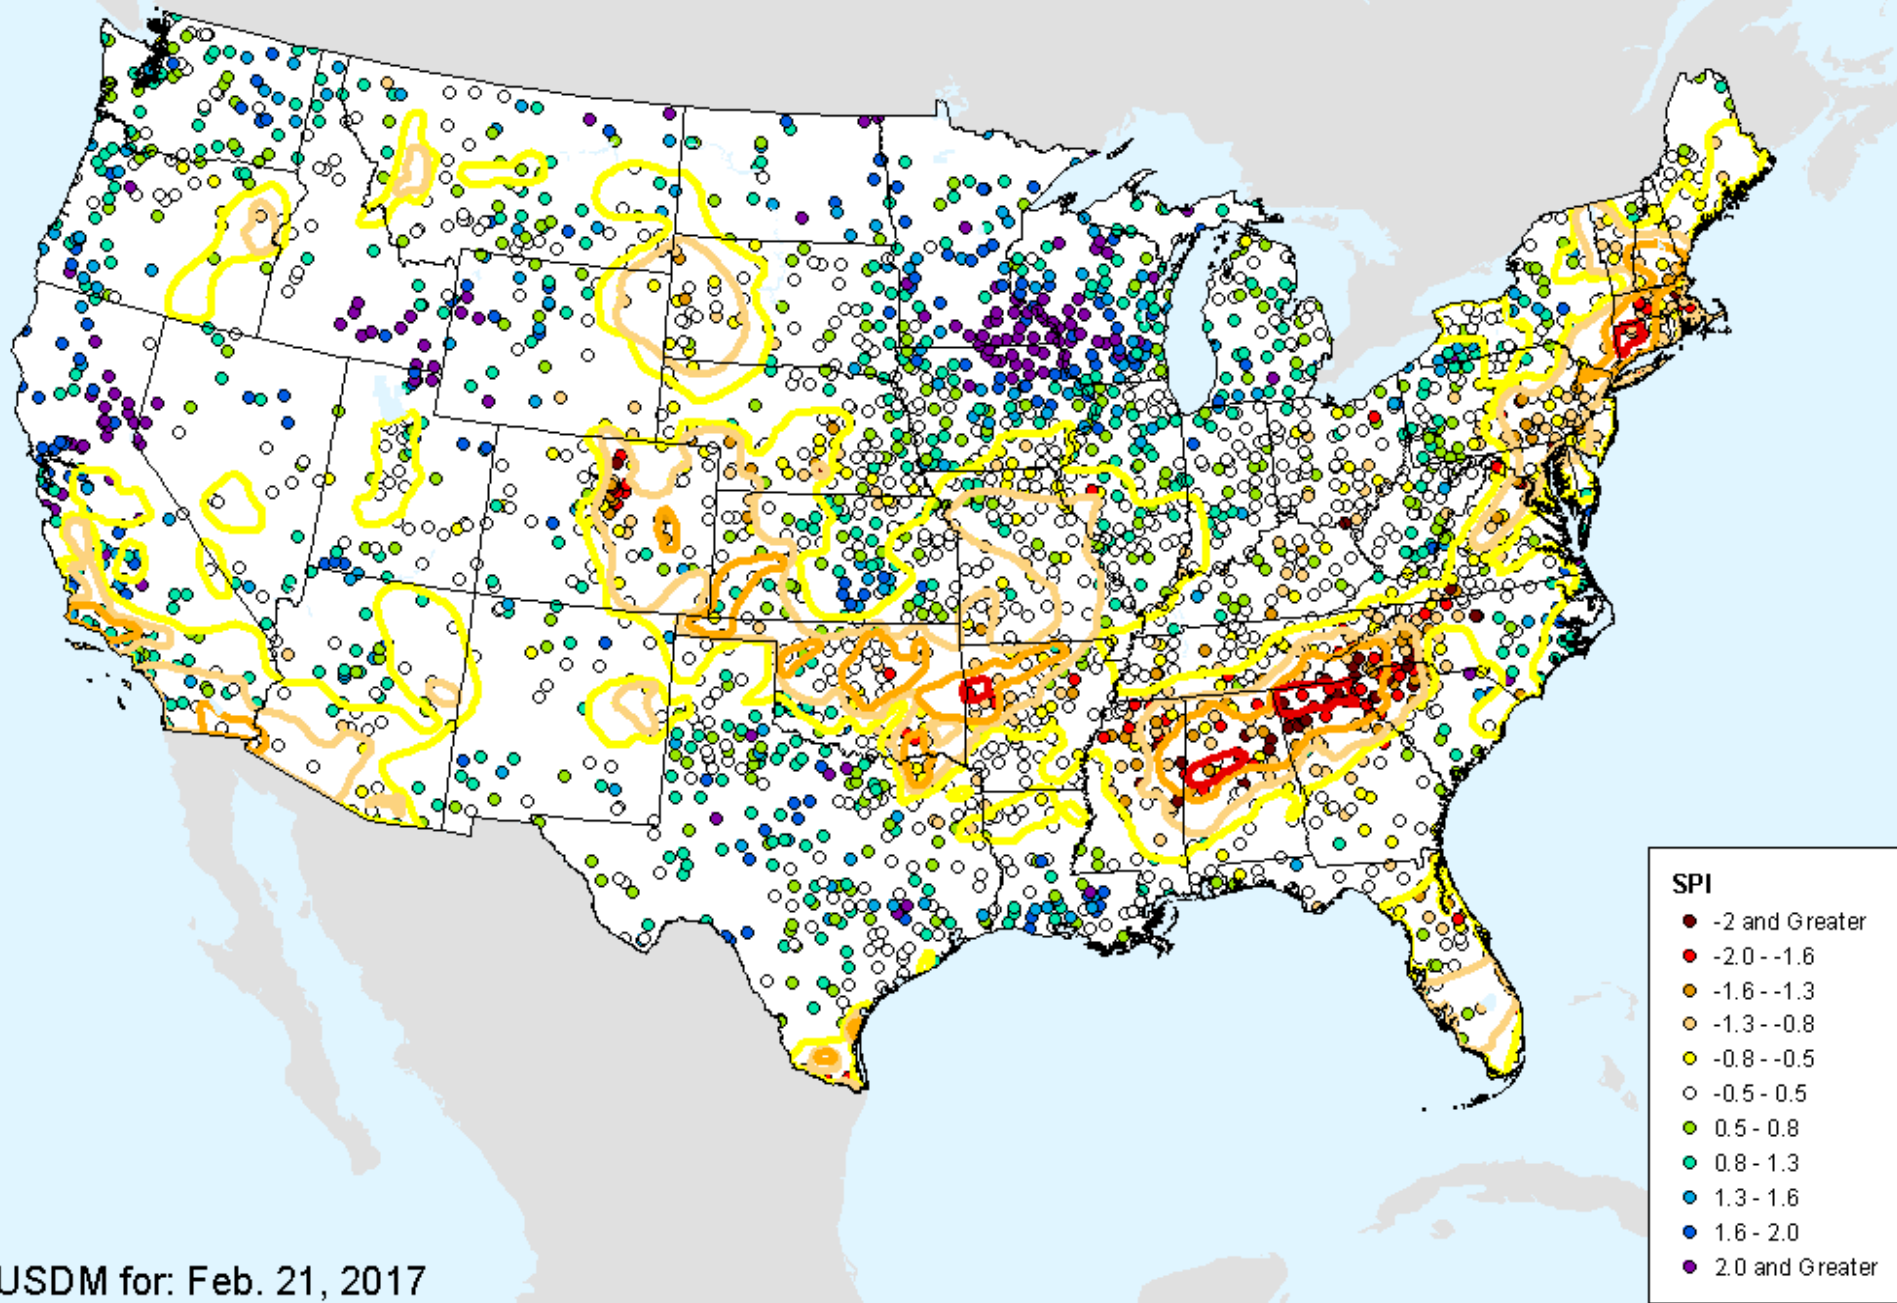 SPI
-2 and Greater
-2.0 - -1.6
-1.6 - -1.3
-1.3 - -0.8
-0.8 - -0.5
-0.5 - 0.5
0.5 - 0.8
0.8 - 1.3
1.3 - 1.6
1.6 - 2.0
2.0 and Greater
USDM for: Feb. 21, 2017